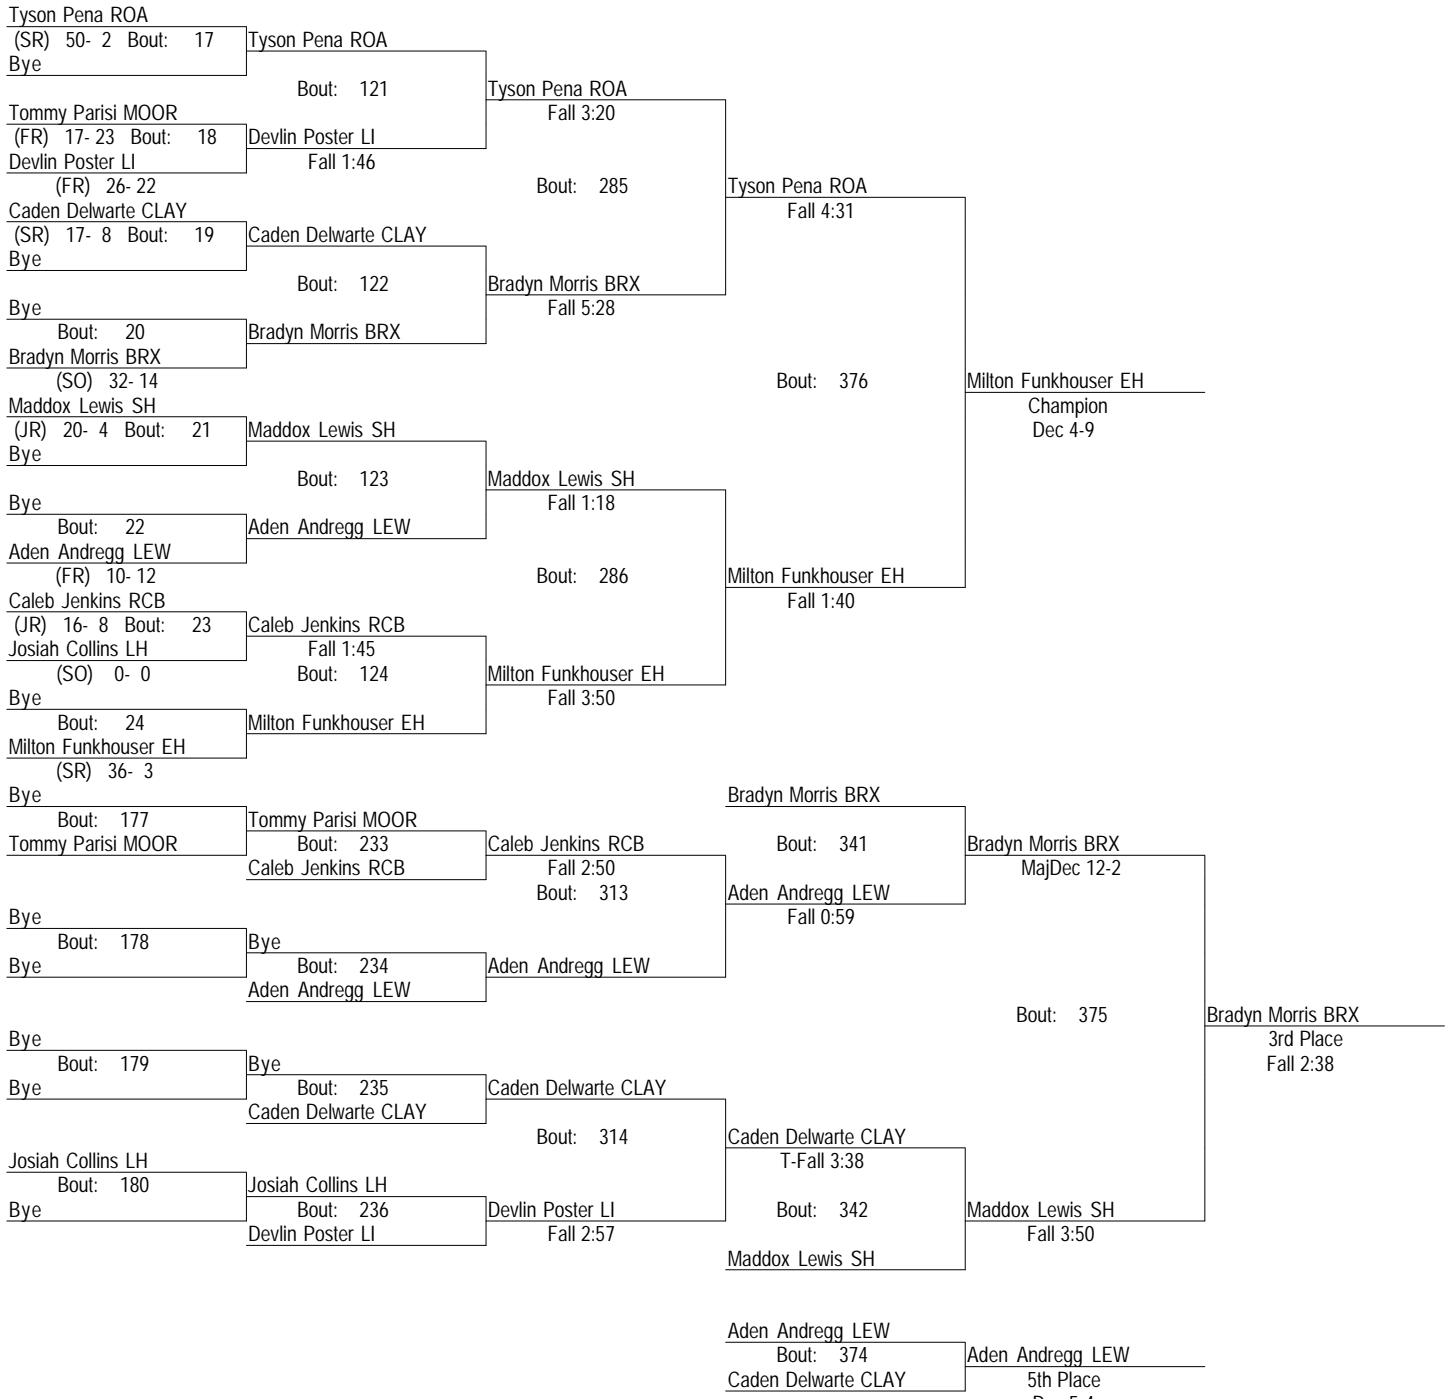 Tyson Pena ROA
(SR) 50- 2 Bout: 17 Tyson Pena ROA
Bye
Bout: 121 Tyson Pena ROA
Tommy Parisi MOOR Fall 3:20
(FR) 17- 23 Bout: 18 Devlin Poster LI
Devlin Poster LI Fall 1:46
(FR) 26- 22 Bout: 285 Tyson Pena ROA
Caden Delwarte CLAY Fall 4:31
(SR) 17- 8 Bout: 19 Caden Delwarte CLAY
Bye
Bout: 122 Bradyn Morris BRX
Bye Fall 5:28
Bout: 20 Bradyn Morris BRX
Bradyn Morris BRX
(SO) 32- 14 Bout: 376 Milton Funkhouser EH
Maddox Lewis SH Champion
(JR) 20- 4 Bout: 21 Maddox Lewis SH Dec 4-9
Bye
Bout: 123 Maddox Lewis SH
Bye Fall 1:18
Bout: 22 Aden Andregg LEW
Aden Andregg LEW
(FR) 10- 12 Bout: 286 Milton Funkhouser EH
Caleb Jenkins RCB Fall 1:40
(JR) 16- 8 Bout: 23 Caleb Jenkins RCB
Josiah Collins LH Fall 1:45
(SO) 0- 0 Bout: 124 Milton Funkhouser EH
Bye Fall 3:50
Bout: 24 Milton Funkhouser EH
Milton Funkhouser EH
(SR) 36- 3
Bye Bradyn Morris BRX
Bout: 177 Tommy Parisi MOOR
Tommy Parisi MOOR Bout: 233 Caleb Jenkins RCB Bout: 341 Bradyn Morris BRX
Caleb Jenkins RCB Fall 2:50 MajDec 12-2
Bout: 313 Aden Andregg LEW
Bye Fall 0:59
Bout: 178 Bye
Bye Bout: 234 Aden Andregg LEW
Aden Andregg LEW
Bout: 375 Bradyn Morris BRX
Bye 3rd Place
Bout: 179 Bye Fall 2:38
Bye Bout: 235 Caden Delwarte CLAY
Caden Delwarte CLAY
Bout: 314 Caden Delwarte CLAY
Josiah Collins LH T-Fall 3:38
Bout: 180 Josiah Collins LH
Bye Bout: 236 Devlin Poster LI Bout: 342 Maddox Lewis SH
Devlin Poster LI Fall 2:57 Fall 3:50
Maddox Lewis SH
Aden Andregg LEW
Bout: 374 Aden Andregg LEW
Caden Delwarte CLAY 5th Place